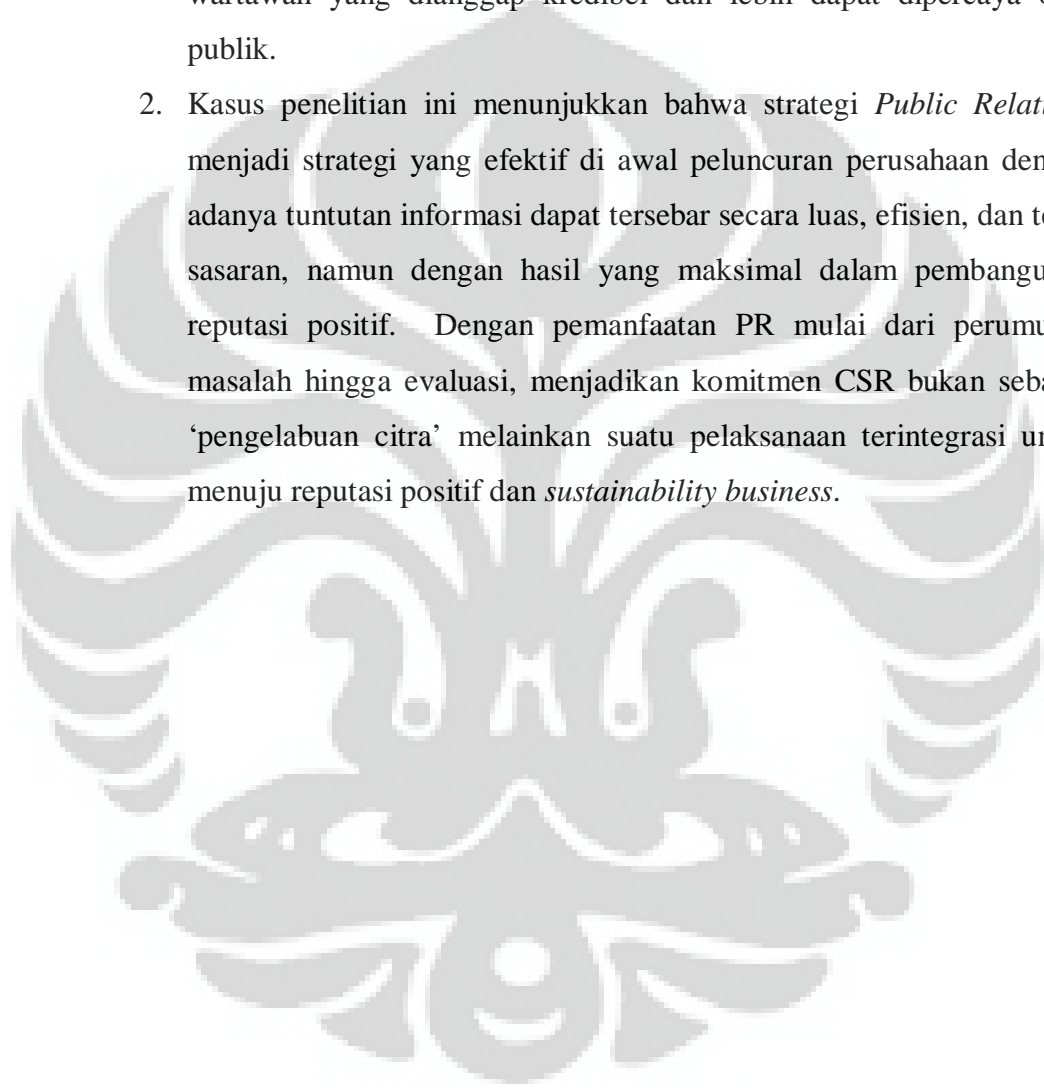 wartawan yang dianggap kredibel dan lebih dapat dipercaya
publik.
2. Kasus penelitian ini menunjukkan bahwa strategi Public Relat
menjadi strategi yang efektif di awal peluncuran perusahaan den
adanya tuntutan informasi dapat tersebar secara luas, efisien, dan te
sasaran, namun dengan hasil yang maksimal dalam pembangu
reputasi positif. Dengan pemanfaatan PR mulai dari perumu
masalah hingga evaluasi, menjadikan komitmen CSR bukan seba
‘pengelabuan citra’ melainkan suatu pelaksanaan terintegrasi un
menuju reputasi positif dan sustainability business.